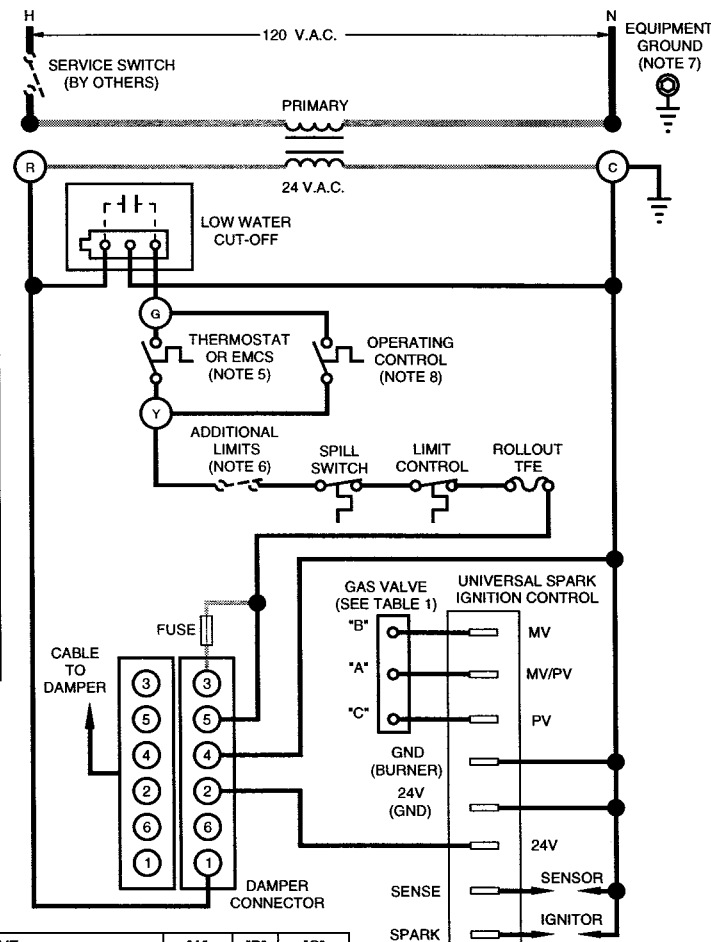 H
N
120 V.A.C.
EQUIPMENT
GROUND
(NOTE 7)
SERVICE SWITCH
(BY OTHERS)
PRIMARY
R
C
24 V.A.C.
LOW WATER
CUT-OFF
G
THERMOSTAT
OR EMCS
(NOTE 5)
OPERATING
CONTROL
(NOTE 8)
Y
ADDITIONAL
LIMITS
(NOTE 6)
SPILL
SWITCH
LIMIT
CONTROL
ROLLOUT
TFE
GAS VALVE
(SEE TABLE 1)
UNIVERSAL SPARK
IGNITION CONTROL
FUSE
"B"
MV
CABLE
TO
DAMPER
"A"
MV/PV
"C"
PV
3
5
4
2
6
1
3
5
4
2
6
1
GND
(BURNER)
24V
(GND)
24V
DAMPER
CONNECTOR
SENSE
SENSOR
SPARK
IGNITOR
"A" "B" "C"